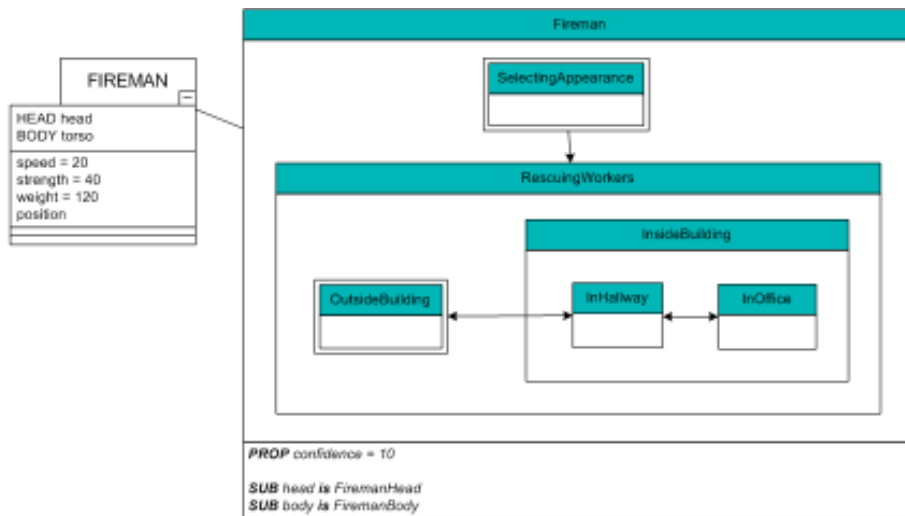 Fireman
FIREMAN
HEAD head
BODY torso
speed = 20
strength = 40
weight = 120
position
SelectingAppearance
RescuingWorkers
InsideBuilding
OutsideBuilding
InHallway
InOffice
PROP confidence = 10
SUB head is FiremanHead
SUB body is FiremanBody